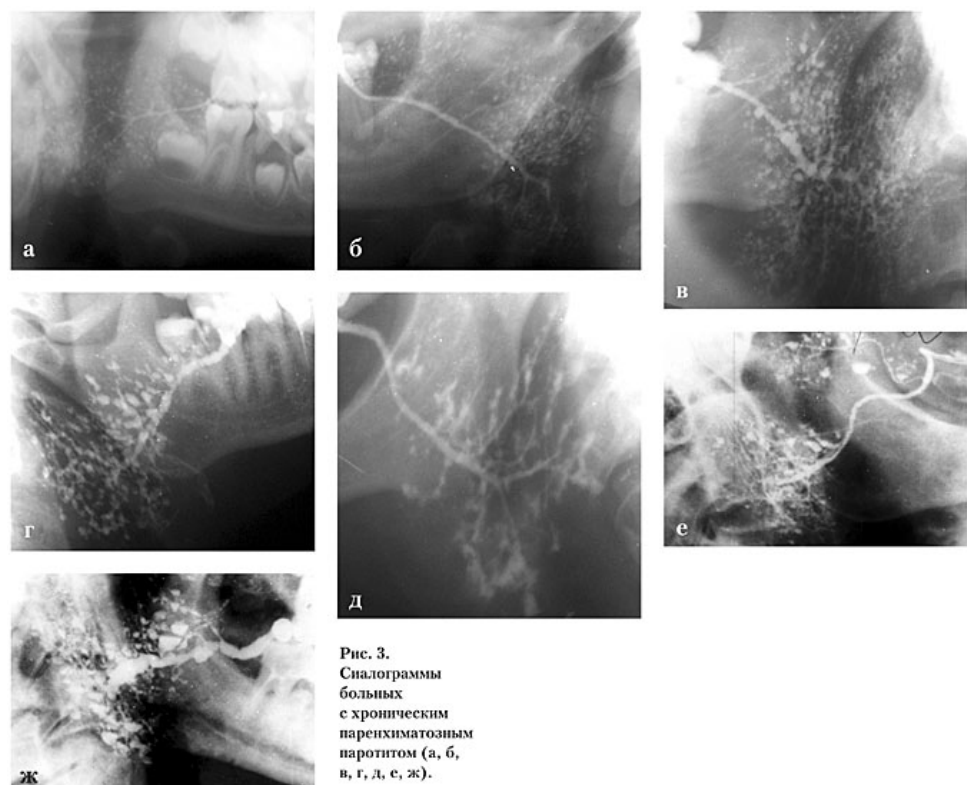 а
б
в
г
д
е
ж
Рис. 3.
Сиалограммы
больных
с хроническим
паренхиматозным
паротитом (а, б,
в, г, д, е, ж).